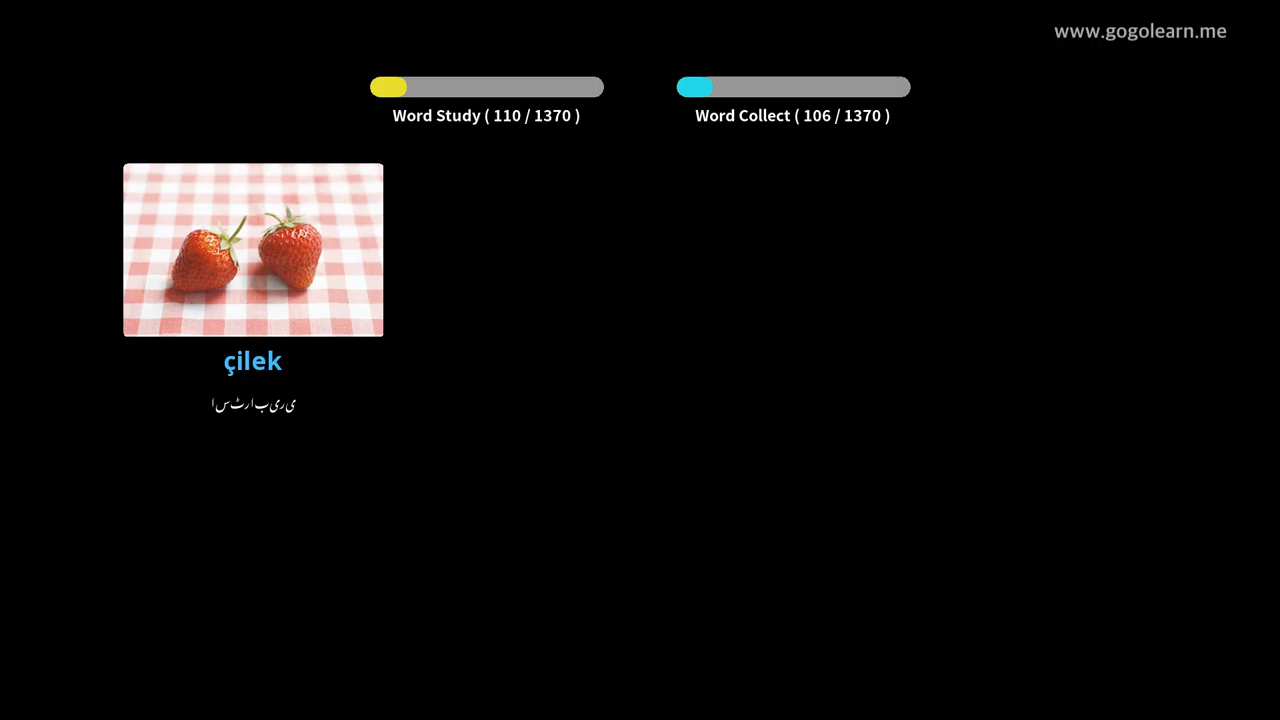 www.gogolearn.me
Word Study ( 110 / 1370 )
Word Collect ( 106 / 1370 )
çilek
اسٹرابیری